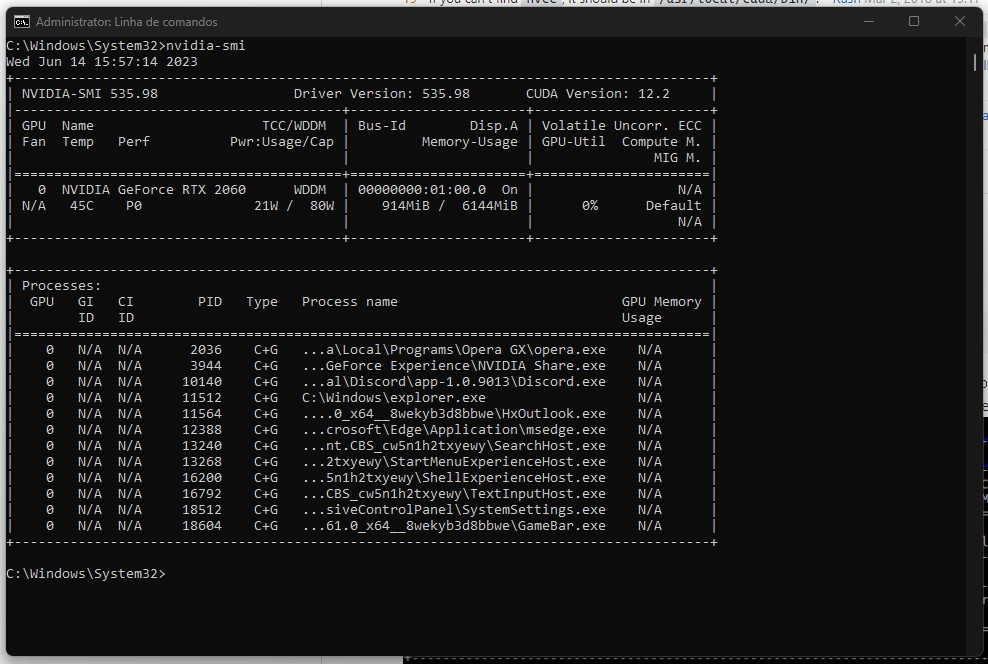 15 If you can't find `nvcc`, it should be in `/usr/local/cuda/bin/`. – Rush Mar 2, 2018 at 19:17
Administrator: Linha de comandos
C:\Windows\System32>nvidia-smi
Wed Jun 14 15:57:14 2023
+---------------------------------------------------------------------------------------+
| NVIDIA-SMI 535.98                 Driver Version: 535.98       CUDA Version: 12.2     |
|-----------------------------------------+----------------------+----------------------+
| GPU  Name                     TCC/WDDM  | Bus-Id        Disp.A | Volatile Uncorr. ECC |
| Fan  Temp   Perf          Pwr:Usage/Cap |         Memory-Usage | GPU-Util  Compute M. |
|                                         |                      |               MIG M. |
|=========================================+======================+======================|
|   0  NVIDIA GeForce RTX 2060      WDDM  | 00000000:01:00.0  On |                  N/A |
| N/A   45C    P0              21W /  80W |    914MiB /  6144MiB |      0%      Default |
|                                         |                      |                  N/A |
+-----------------------------------------+----------------------+----------------------+
+---------------------------------------------------------------------------------------+
| Processes:                                                                            |
|  GPU   GI   CI        PID   Type   Process name                            GPU Memory |
|        ID   ID                                                             Usage      |
|=======================================================================================|
|    0   N/A  N/A      2036    C+G   ...a\Local\Programs\Opera GX\opera.exe    N/A      |
|    0   N/A  N/A      3944    C+G   ...GeForce Experience\NVIDIA Share.exe    N/A      |
|    0   N/A  N/A     10140    C+G   ...al\Discord\app-1.0.9013\Discord.exe    N/A      |
|    0   N/A  N/A     11512    C+G   C:\Windows\explorer.exe                   N/A      |
|    0   N/A  N/A     11564    C+G   ....0_x64__8wekyb3d8bbwe\HxOutlook.exe    N/A      |
|    0   N/A  N/A     12388    C+G   ...crosoft\Edge\Application\msedge.exe    N/A      |
|    0   N/A  N/A     13240    C+G   ...nt.CBS_cw5n1h2txyewy\SearchHost.exe    N/A      |
|    0   N/A  N/A     13268    C+G   ...2txyewy\StartMenuExperienceHost.exe    N/A      |
|    0   N/A  N/A     16200    C+G   ...5n1h2txyewy\ShellExperienceHost.exe    N/A      |
|    0   N/A  N/A     16792    C+G   ...CBS_cw5n1h2txyewy\TextInputHost.exe    N/A      |
|    0   N/A  N/A     18512    C+G   ...siveControlPanel\SystemSettings.exe    N/A      |
|    0   N/A  N/A     18604    C+G   ...61.0_x64__8wekyb3d8bbwe\GameBar.exe    N/A      |
+---------------------------------------------------------------------------------------+
C:\Windows\System32>